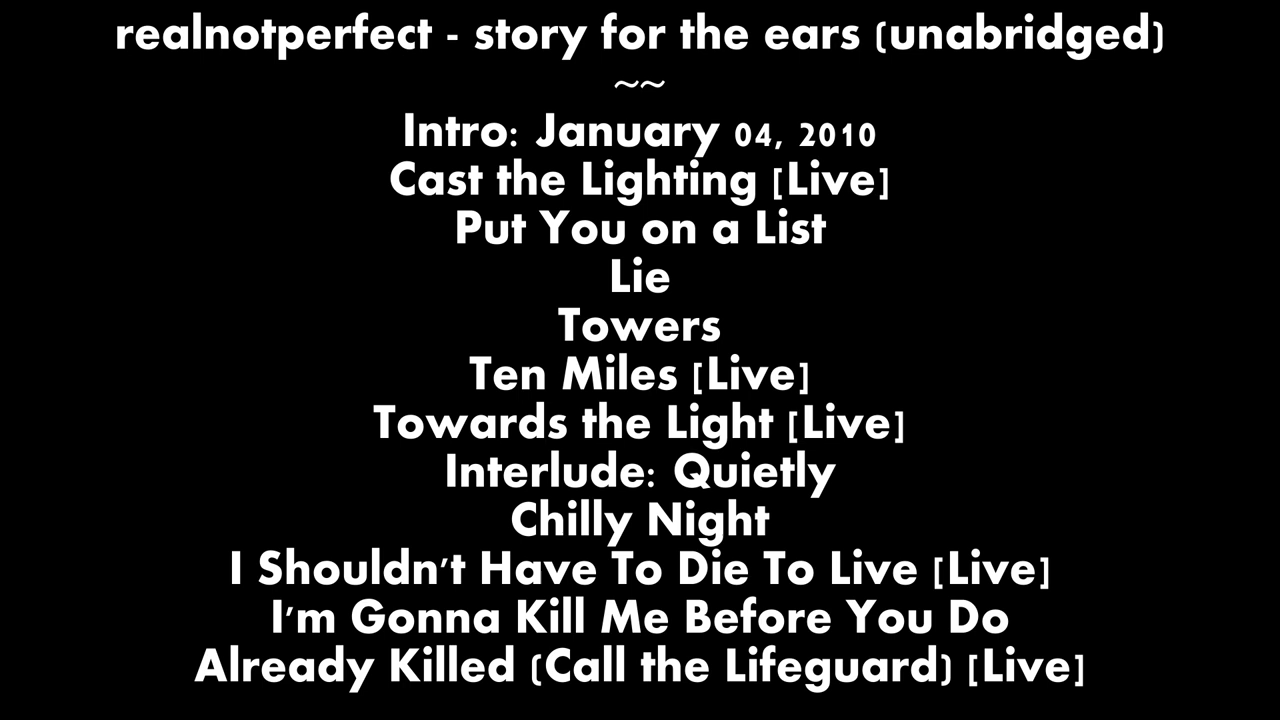 realnotperfect - story for the ears (unabridged)
~~
Intro: January 04, 2010
Cast the Lighting [Live]
Put You on a List
Lie
Towers
Ten Miles [Live]
Towards the Light [Live]
Interlude: Quietly
Chilly Night
I Shouldn't Have To Die To Live [Live]
I'm Gonna Kill Me Before You Do
Already Killed (Call the Lifeguard) [Live]